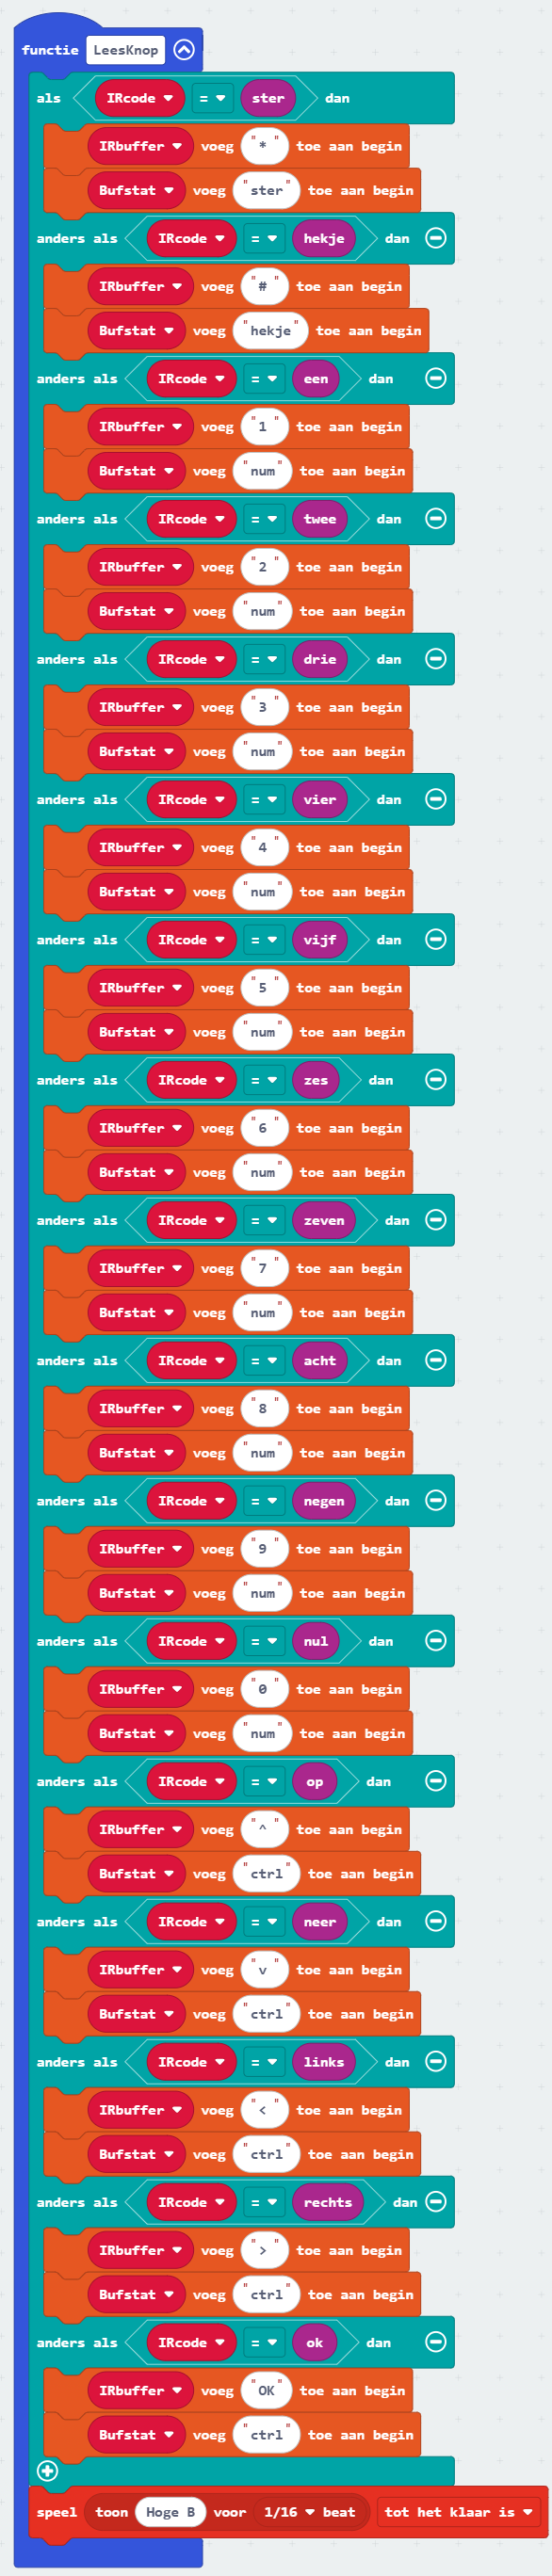 functie LeesKnop
als IRcode = ster dan
IRbuffer voeg "*" toe aan begin
Bufstat voeg "ster" toe aan begin
anders als IRcode = hekje dan
IRbuffer voeg "#" toe aan begin
Bufstat voeg "hekje" toe aan begin
anders als IRcode = een dan
IRbuffer voeg "1" toe aan begin
Bufstat voeg "num" toe aan begin
anders als IRcode = twee dan
IRbuffer voeg "2" toe aan begin
Bufstat voeg "num" toe aan begin
anders als IRcode = drie dan
IRbuffer voeg "3" toe aan begin
Bufstat voeg "num" toe aan begin
anders als IRcode = vier dan
IRbuffer voeg "4" toe aan begin
Bufstat voeg "num" toe aan begin
anders als IRcode = vijf dan
IRbuffer voeg "5" toe aan begin
Bufstat voeg "num" toe aan begin
anders als IRcode = zes dan
IRbuffer voeg "6" toe aan begin
Bufstat voeg "num" toe aan begin
anders als IRcode = zeven dan
IRbuffer voeg "7" toe aan begin
Bufstat voeg "num" toe aan begin
anders als IRcode = acht dan
IRbuffer voeg "8" toe aan begin
Bufstat voeg "num" toe aan begin
anders als IRcode = negen dan
IRbuffer voeg "9" toe aan begin
Bufstat voeg "num" toe aan begin
anders als IRcode = nul dan
IRbuffer voeg "0" toe aan begin
Bufstat voeg "num" toe aan begin
anders als IRcode = op dan
IRbuffer voeg "^" toe aan begin
Bufstat voeg "ctrl" toe aan begin
anders als IRcode = neer dan
IRbuffer voeg "v" toe aan begin
Bufstat voeg "ctrl" toe aan begin
anders als IRcode = links dan
IRbuffer voeg "<" toe aan begin
Bufstat voeg "ctrl" toe aan begin
anders als IRcode = rechts dan
IRbuffer voeg ">" toe aan begin
Bufstat voeg "ctrl" toe aan begin
anders als IRcode = ok dan
IRbuffer voeg "OK" toe aan begin
Bufstat voeg "ctrl" toe aan begin
speel toon Hoge B voor 1/16 beat tot het klaar is